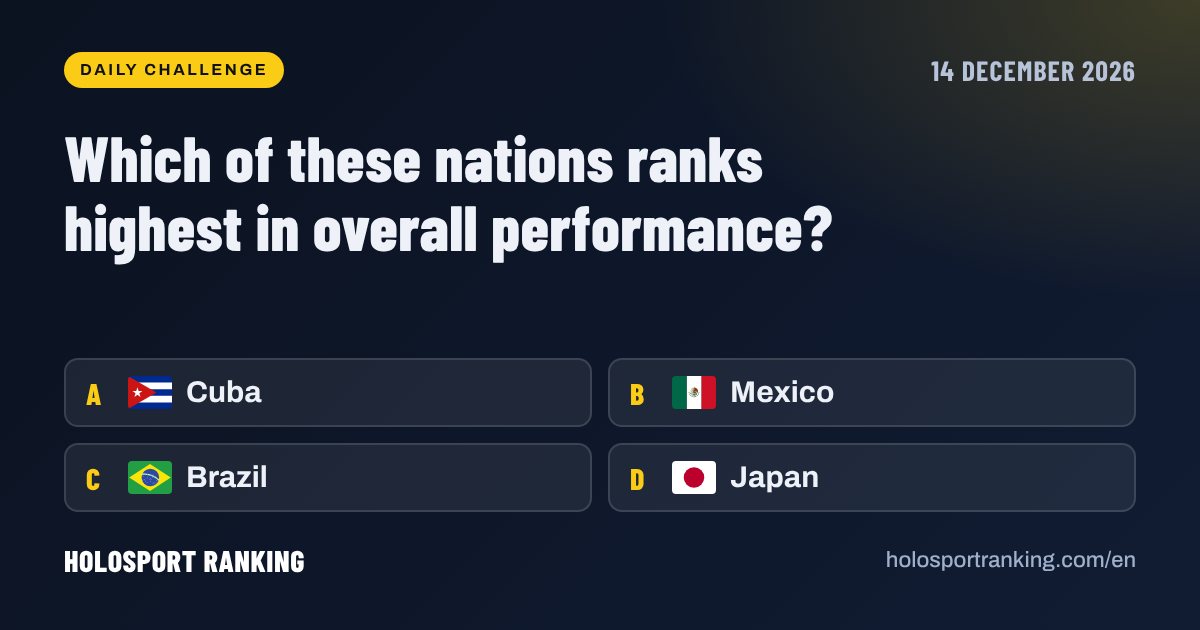 DAILY CHALLENGE
14 DECEMBER 2026
Which of these nations ranks
highest in overall performance?
A Cuba
B Mexico
C Brazil
D Japan
HOLOSPORT RANKING
holosportranking.com/en